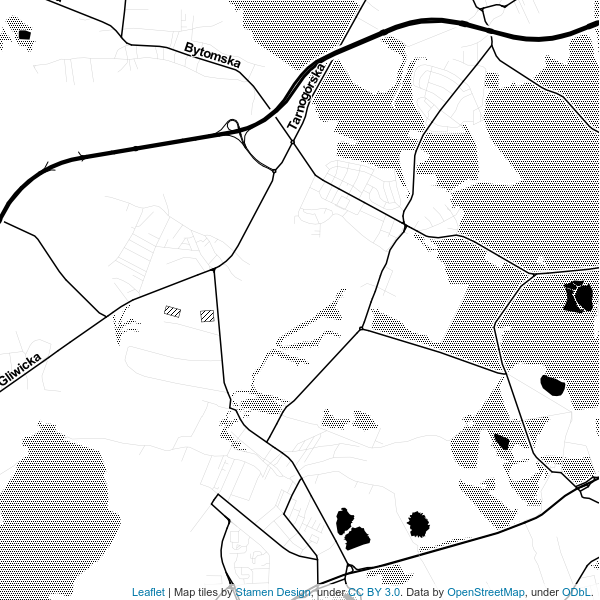 Bytomska
Tarnogórska
Gliwicka
Leaflet | Map tiles by Stamen Design, under CC BY 3.0. Data by OpenStreetMap, under ODbL.